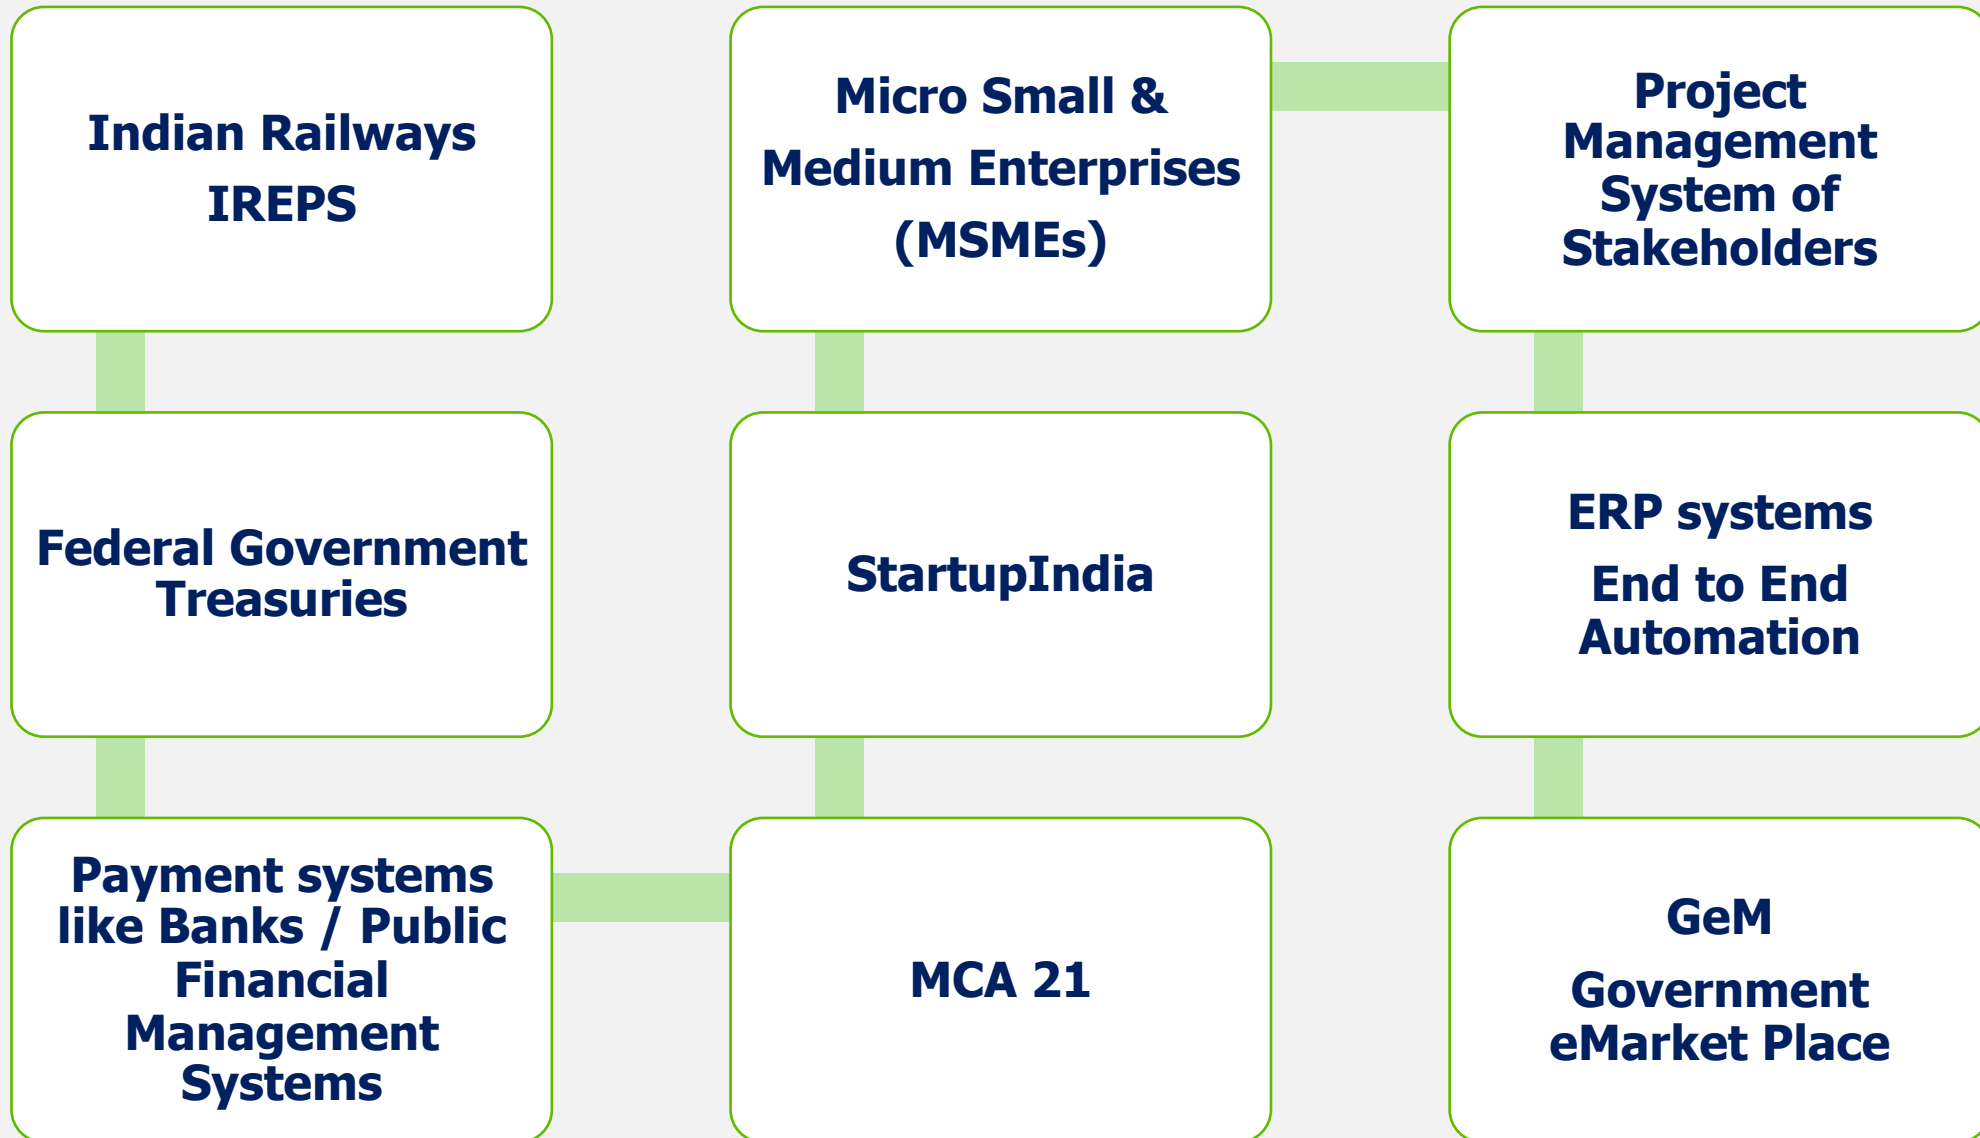 Indian Railways
IREPS
Federal Government
Treasuries
Payment systems
like Banks / Public
Financial
Management
Systems
MCA 21
StartupIndia
Micro Small &
Medium Enterprises
(MSMEs)
Project
Management
System of
Stakeholders
ERP systems
End to End
Automation
GeM
Government
eMarket Place